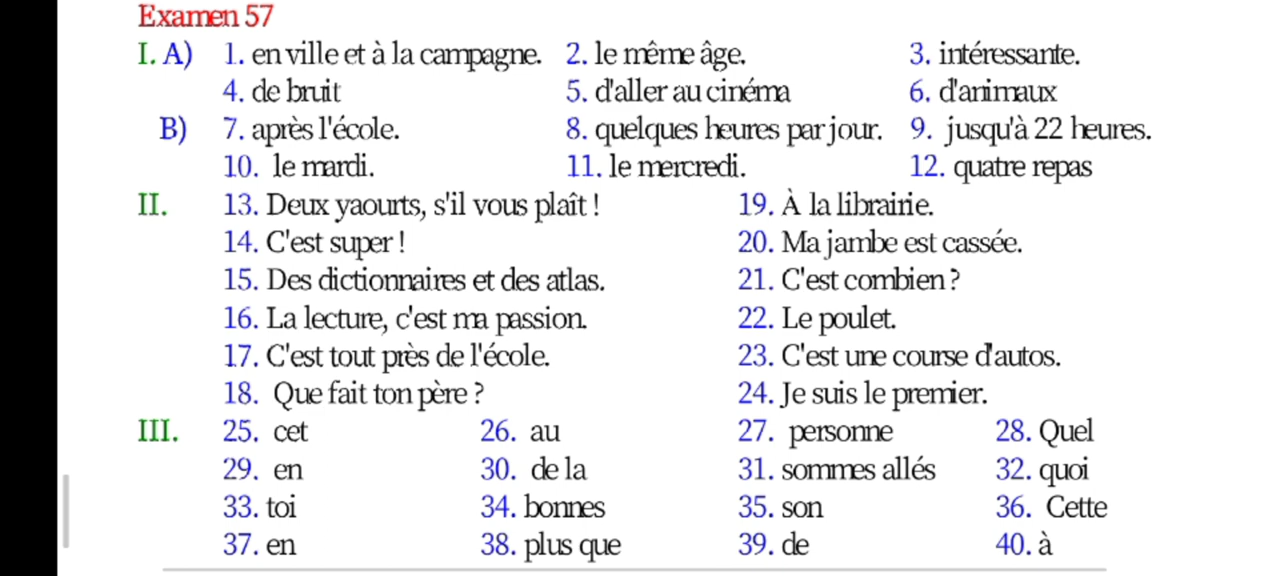 Examen 57
I. A) 1. en ville et à la campagne. 2. le même âge. 3. intéressante.
4. de bruit 5. d'aller au cinéma 6. d'animaux
B) 7. après l'école. 8. quelques heures par jour. 9. jusqu'à 22 heures.
10. le mardi. 11. le mercredi. 12. quatre repas
II. 13. Deux yaourts, s'il vous plaît ! 19. À la librairie.
14. C'est super ! 20. Ma jambe est cassée.
15. Des dictionnaires et des atlas. 21. C'est combien ?
16. La lecture, c'est ma passion. 22. Le poulet.
17. C'est tout près de l'école. 23. C'est une course d'autos.
18. Que fait ton père ? 24. Je suis le premier.
III. 25. cet 26. au 27. personne 28. Quel
29. en 30. de la 31. sommes allés 32. quoi
33. toi 34. bonnes 35. son 36. Cette
37. en 38. plus que 39. de 40. à